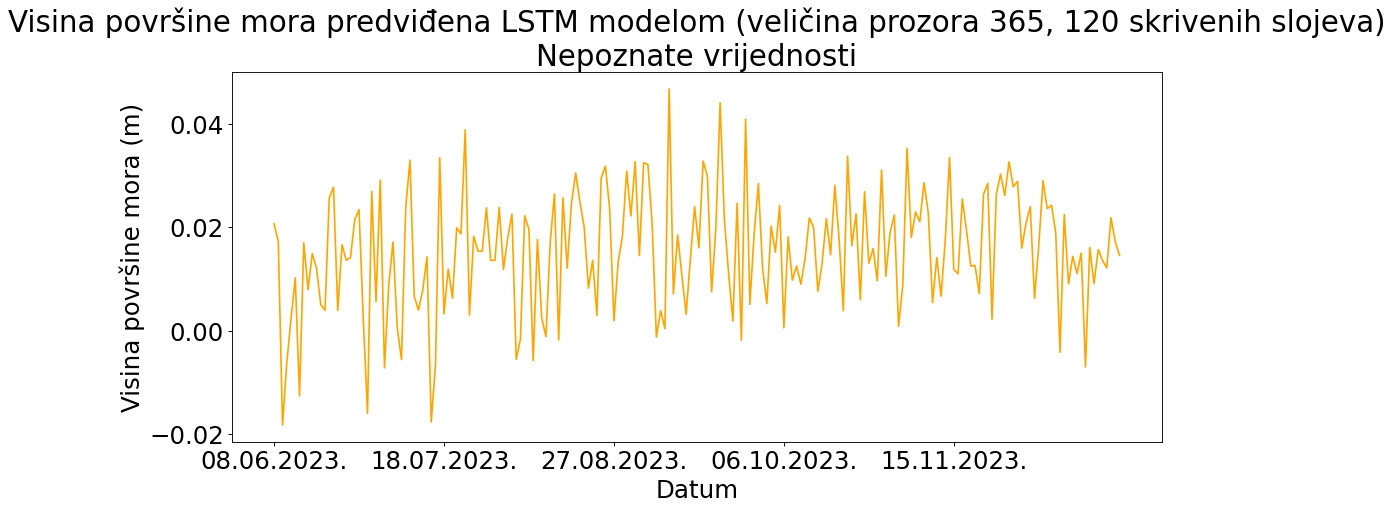 Visina površine mora predviđena LSTM modelom (veličina prozora 365, 120 skrivenih slojeva)
Nepoznate vrijednosti
Visina površine mora (m)
0.04
0.02
0.00
−0.02
08.06.2023. 18.07.2023. 27.08.2023. 06.10.2023. 15.11.2023.
Datum